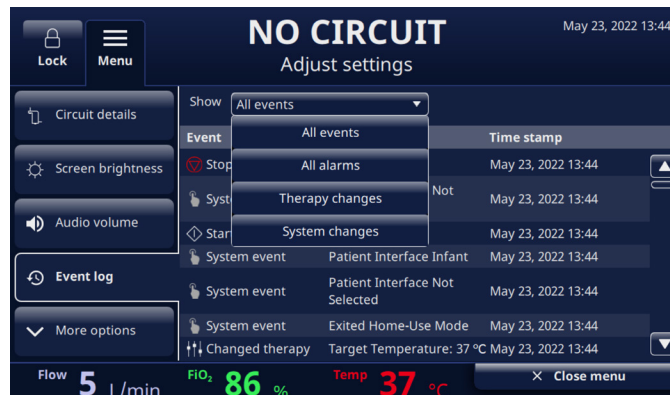 NO CIRCUIT
May 23, 2022 13:44
Lock
Menu
Adjust settings
Circuit details
Screen brightness
Audio volume
Event log
More options
Show
All events
Event
Time stamp
All events
All alarms
Therapy changes
System changes
Stop
May 23, 2022 13:44
Syst
Not
May 23, 2022 13:44
Star
May 23, 2022 13:44
System event Patient Interface Infant May 23, 2022 13:44
System event Patient Interface Not
Selected
May 23, 2022 13:44
System event Exited Home-Use Mode May 23, 2022 13:44
Changed therapy Target Temperature: 37 °C May 23, 2022 13:44
Flow 5 L/min
FiO₂ 86 %
Temp 37 °C
× Close menu